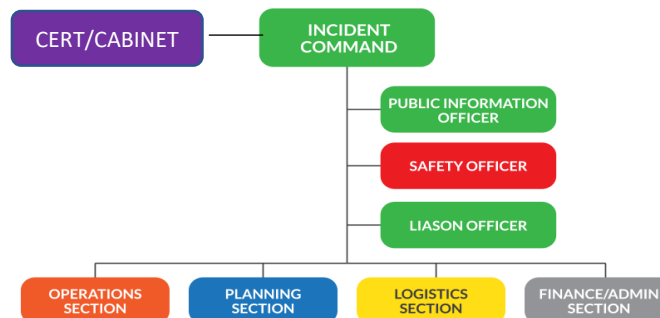 CERT/CABINET
INCIDENT
COMMAND
PUBLIC INFORMATION
OFFICER
SAFETY OFFICER
LIASON OFFICER
OPERATIONS
SECTION
PLANNING
SECTION
LOGISTICS
SECTION
FINANCE/ADMIN
SECTION